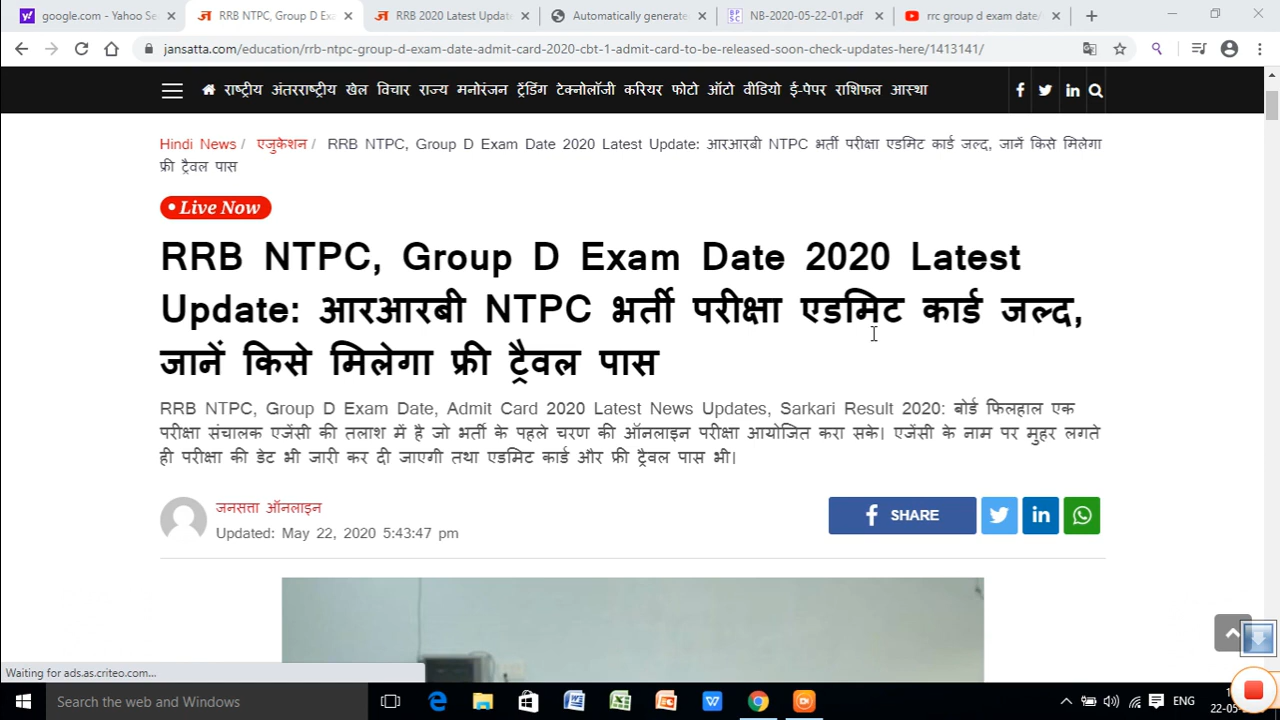 google.com - Yahoo Se
RRB NTPC, Group D Ex
RRB 2020 Latest Updat
Automatically generate
NB-2020-05-22-01.pdf
rrc group d exam date/
jansatta.com/education/rrb-ntpc-group-d-exam-date-admit-card-2020-cbt-1-admit-card-to-be-released-soon-check-updates-here/1413141/
राष्ट्रीय अंतरराष्ट्रीय खेल विचार राज्य मनोरंजन ट्रेंडिंग टेक्नोलॉजी करियर फोटो ऑटो वीडियो ई-पेपर राशिफल आस्था
Hindi News / एजुकेशन / RRB NTPC, Group D Exam Date 2020 Latest Update: आरआरबी NTPC भर्ती परीक्षा एडमिट कार्ड जल्द, जानें किसे मिलेगा
फ्री ट्रैवल पास
• Live Now
RRB NTPC, Group D Exam Date 2020 Latest
Update: आरआरबी NTPC भर्ती परीक्षा एडमिट कार्ड जल्द,
जानें किसे मिलेगा फ्री ट्रैवल पास
RRB NTPC, Group D Exam Date, Admit Card 2020 Latest News Updates, Sarkari Result 2020: बोर्ड फिलहाल एक
परीक्षा संचालक एजेंसी की तलाश में है जो भर्ती के पहले चरण की ऑनलाइन परीक्षा आयोजित करा सके। एजेंसी के नाम पर मुहर लगते
ही परीक्षा की डेट भी जारी कर दी जाएगी तथा एडमिट कार्ड और फ्री ट्रैवल पास भी।
जनसत्ता ऑनलाइन
Updated: May 22, 2020 5:43:47 pm
SHARE
Waiting for ads.as.criteo.com...
Search the web and Windows
ENG
22-05-